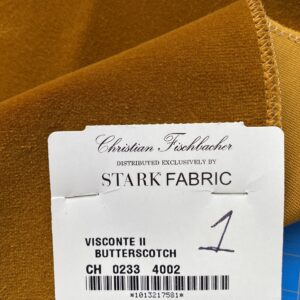 Christian Fischbacher
DISTRIBUTED EXCLUSIVELY BY
STARK FABRIC
1
VISCONTE II
BUTTERSCOTCH
CH 0233 4002
*1013217581*